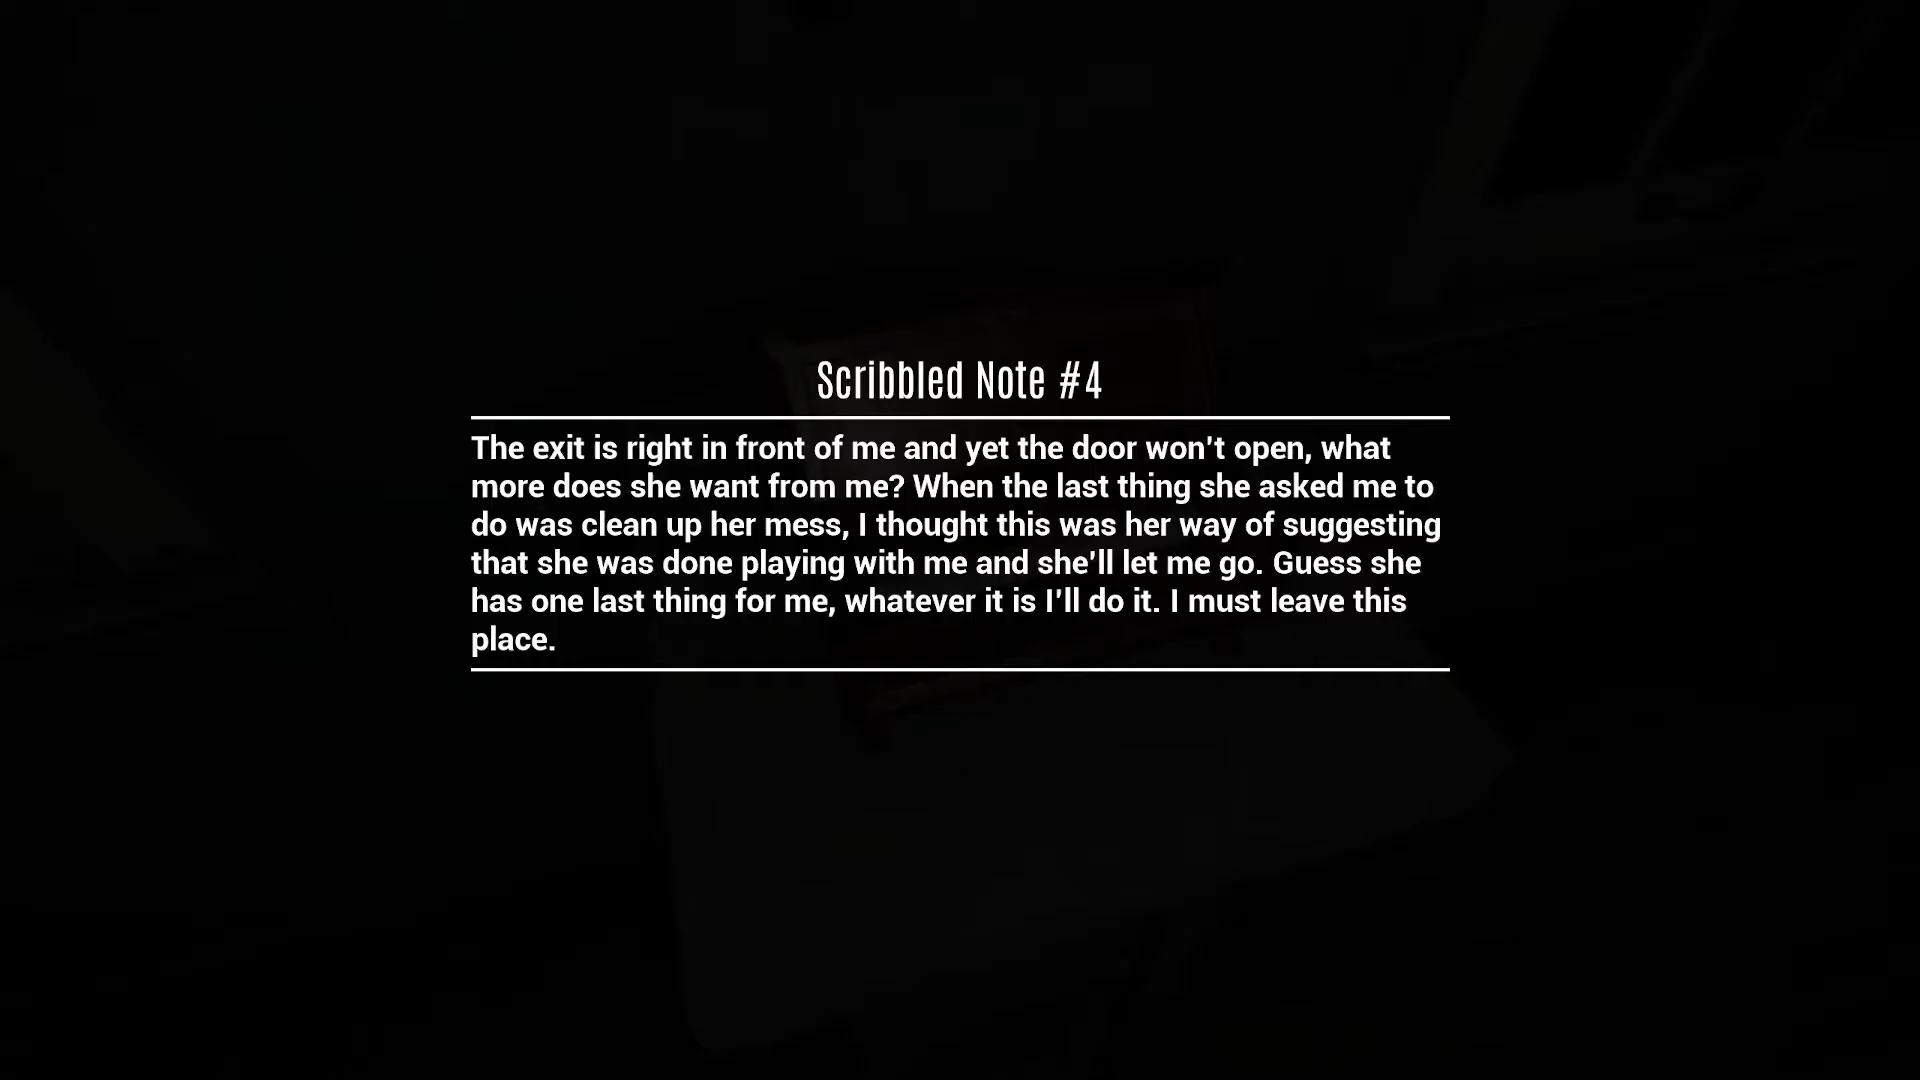 Scribbled Note #4
The exit is right in front of me and yet the door won't open, what
more does she want from me? When the last thing she asked me to
do was clean up her mess, I thought this was her way of suggesting
that she was done playing with me and she'll let me go. Guess she
has one last thing for me, whatever it is I'll do it. I must leave this
place.